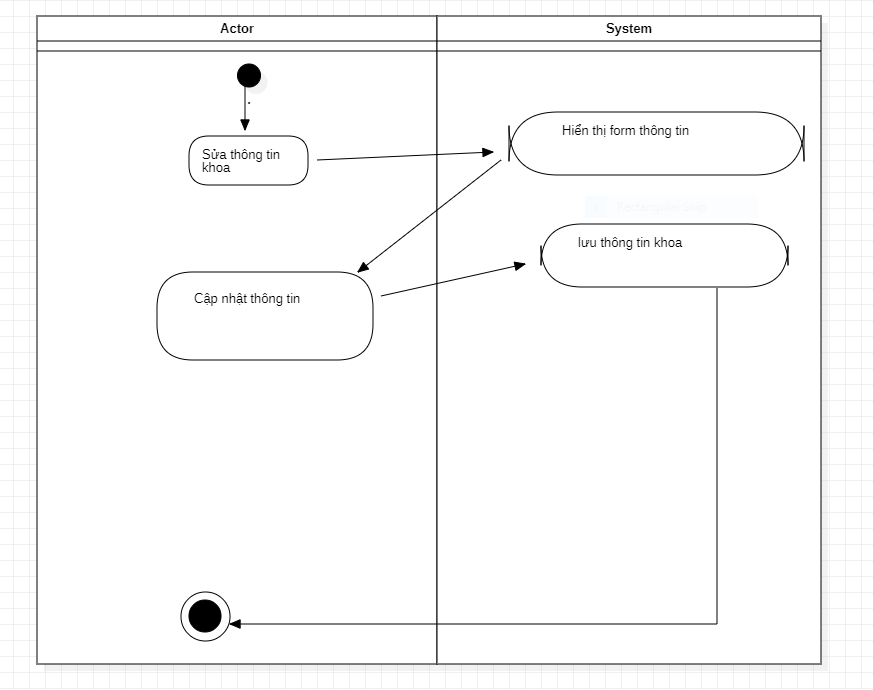 Actor
System
Sửa thông tin
khoa
Hiển thị form thông tin
lưu thông tin khoa
Cập nhật thông tin